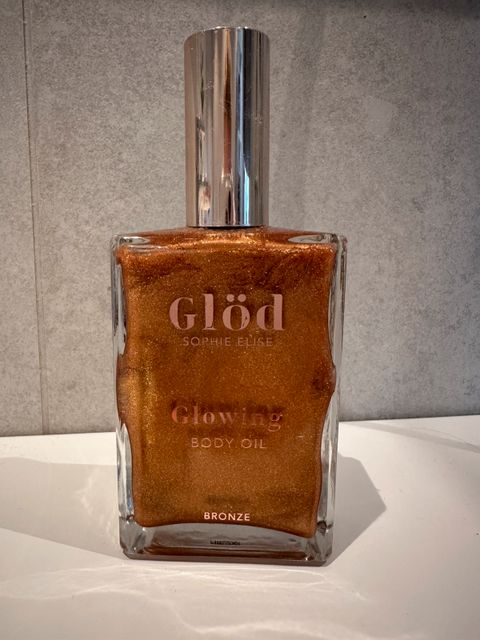 Glöd
SOPHIE ELISE
Glowing
BODY OIL
BRONZE